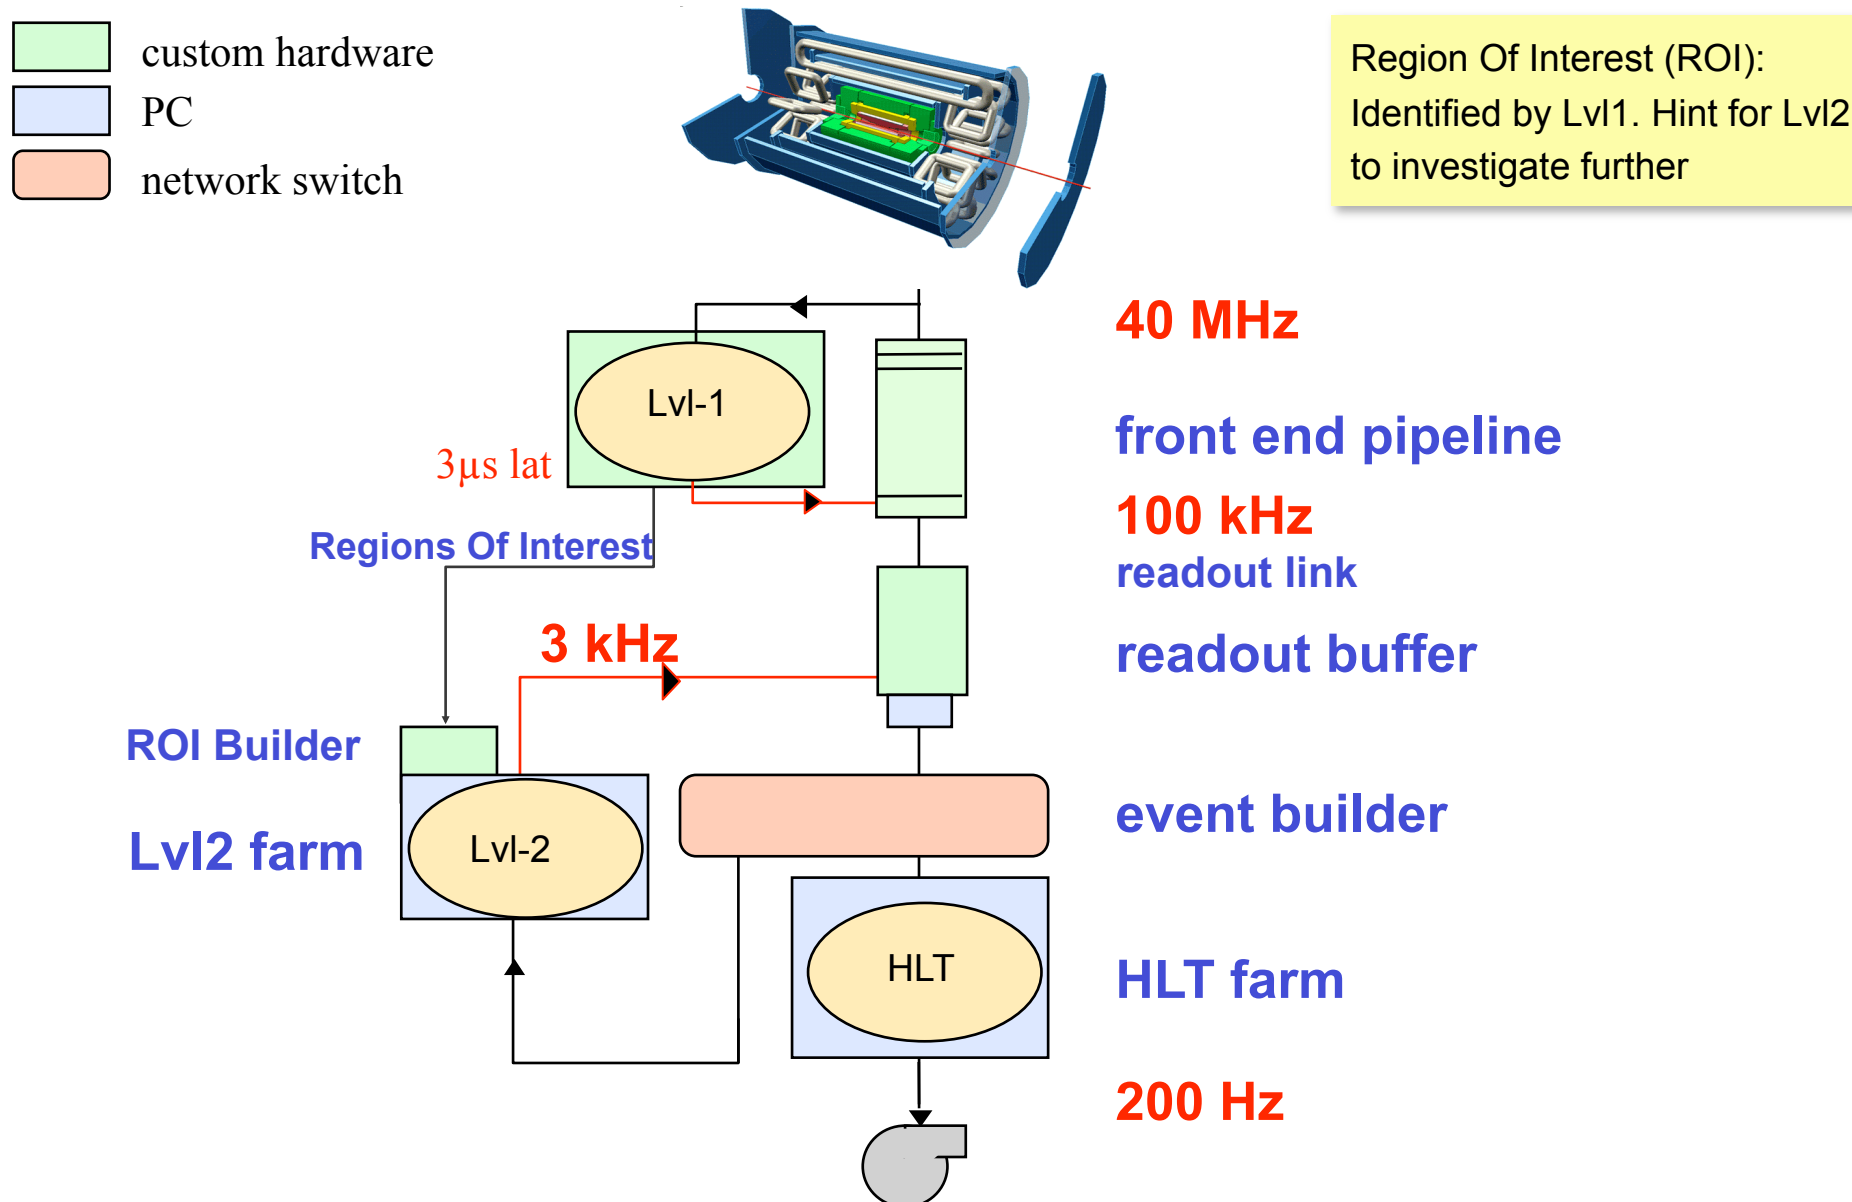 custom hardware
PC
network switch
Region Of Interest (ROI):
Identified by Lvl1. Hint for Lvl2
to investigate further
40 MHz
Lvl-1
front end pipeline
3µs lat
100 kHz
Regions Of Interest
readout link
3 kHz
readout buffer
ROI Builder
event builder
Lvl2 farm
Lvl-2
HLT
HLT farm
200 Hz